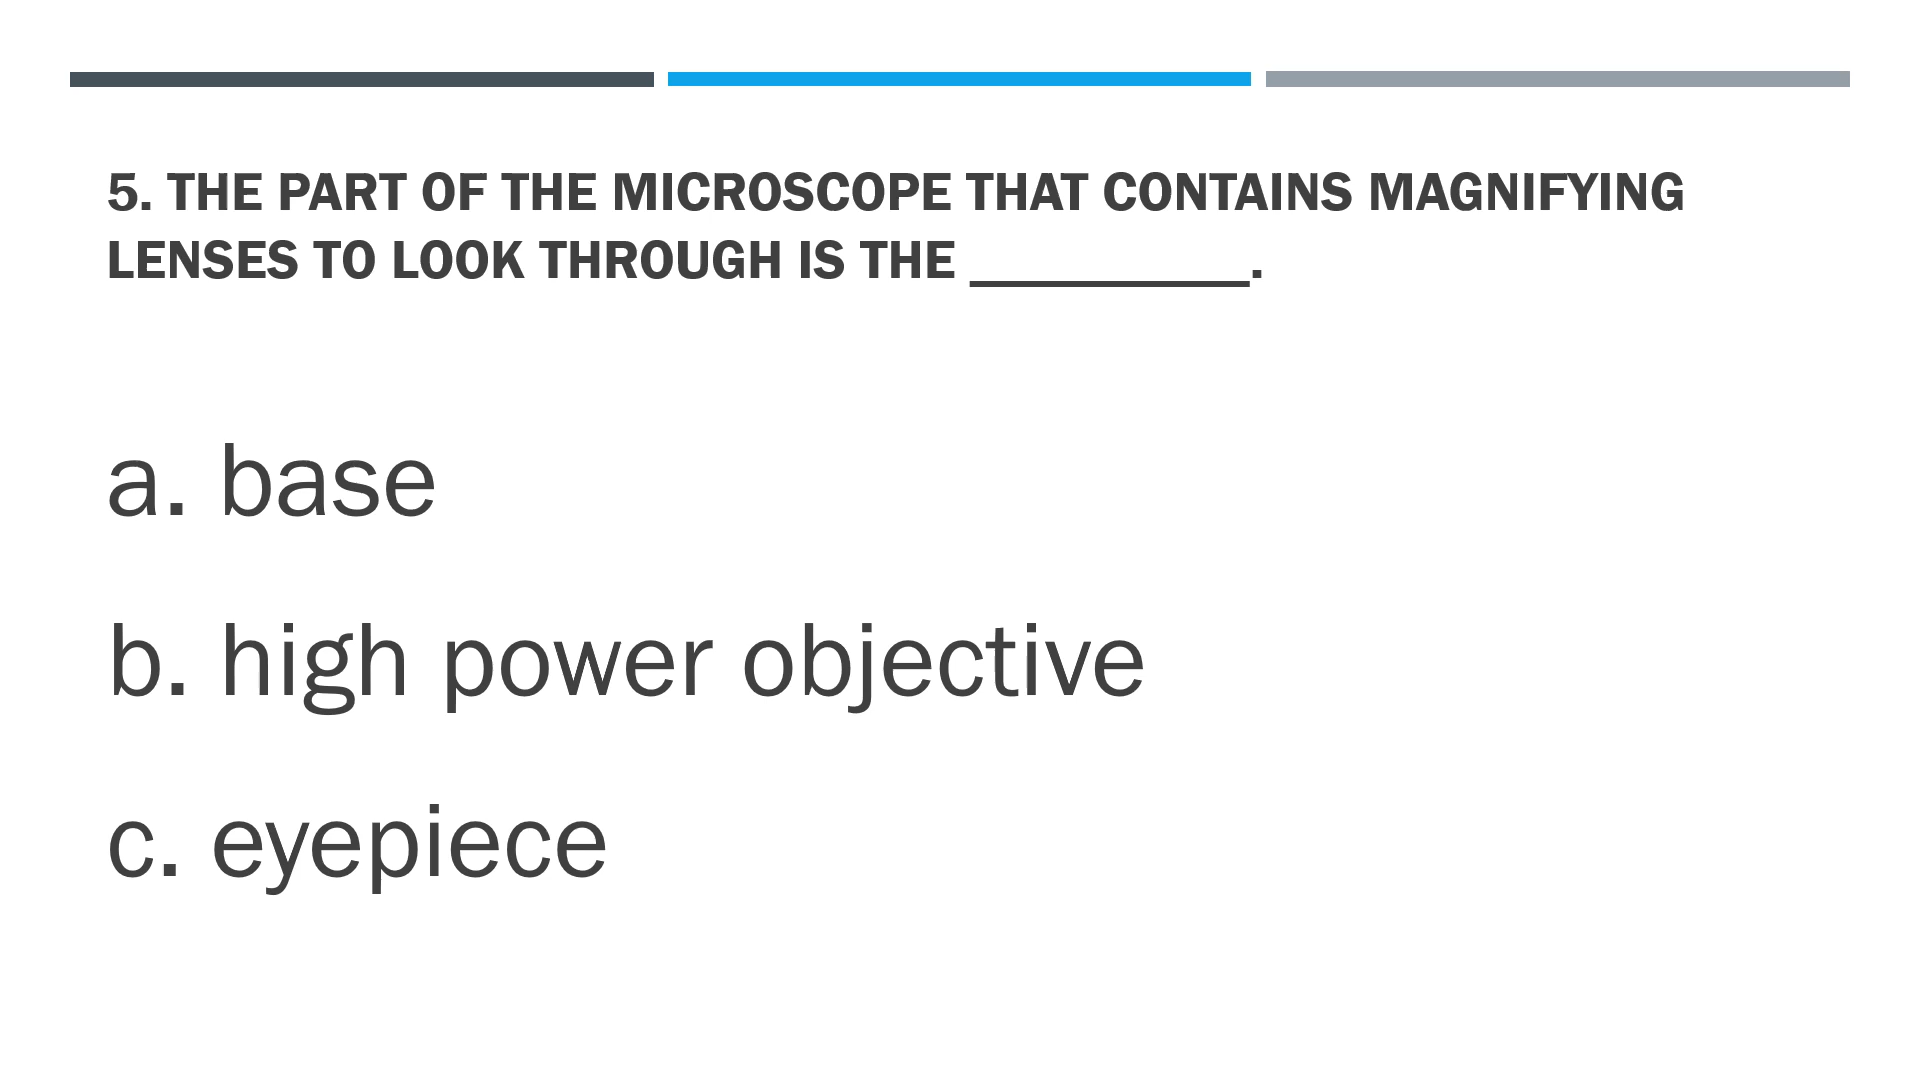 5. THE PART OF THE MICROSCOPE THAT CONTAINS MAGNIFYING
LENSES TO LOOK THROUGH IS THE __________.
a. base
b. high power objective
c. eyepiece